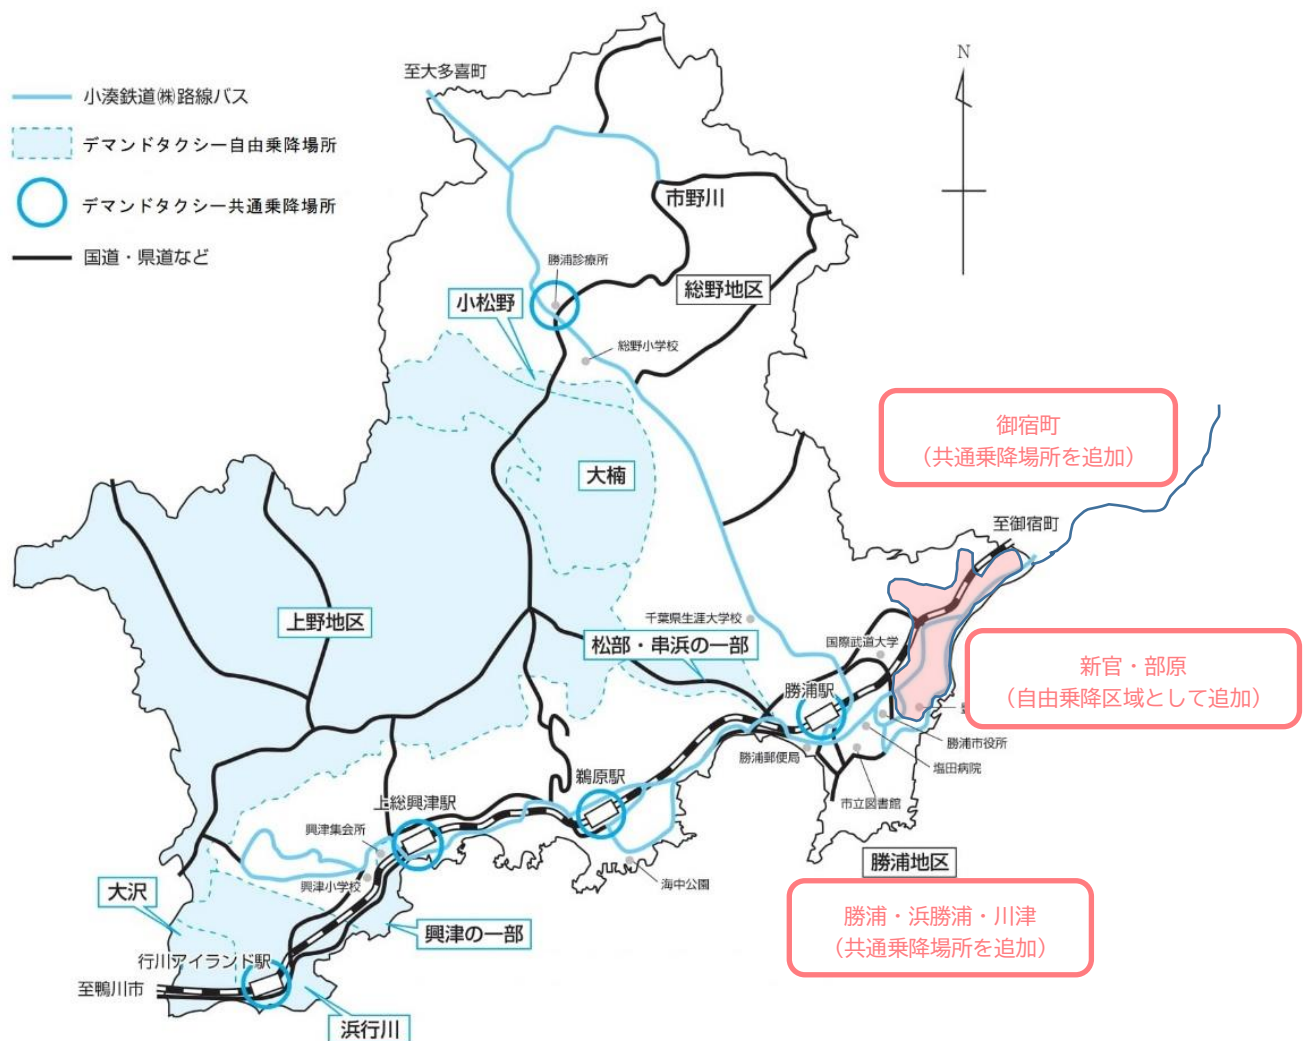 至大多喜町
N
小湊鉄道㈱路線バス
デマンドタクシー自由乗降場所
デマンドタクシー共通乗降場所
国道・県道など
市野川
勝浦診療所
総野地区
小松野
総野小学校
御宿町
（共通乗降場所を追加）
大楠
至御宿町
上野地区
千葉県生涯大学校
松部・串浜の一部
国際武道大学
新官・部原
（自由乗降区域として追加）
勝浦駅
勝浦市役所
勝浦郵便局
塩田病院
鵜原駅
市立図書館
上総興津駅
興津集会所
勝浦地区
興津小学校
海中公園
大沢
勝浦・浜勝浦・川津
（共通乗降場所を追加）
興津の一部
行川アイランド駅
至鴨川市
浜行川